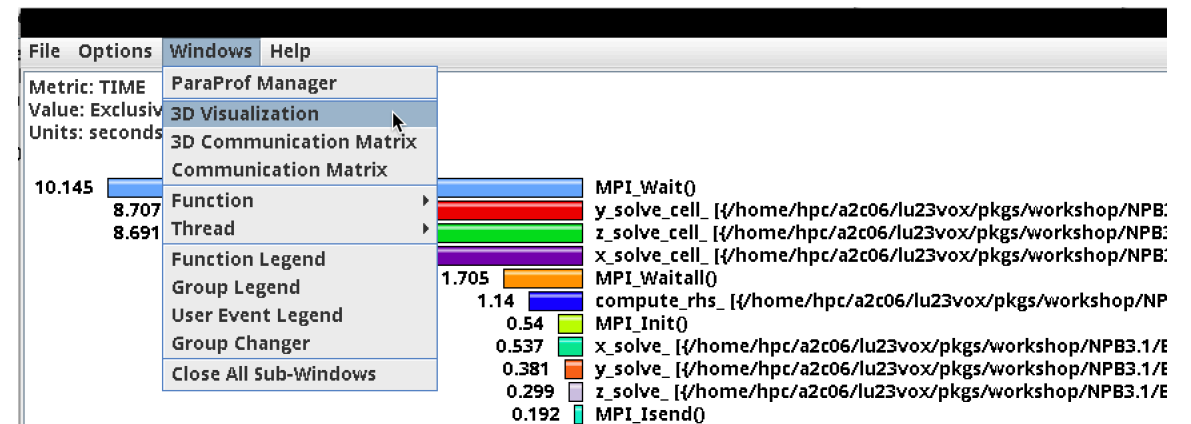 File Options Windows Help
Metric: TIME
Value: Exclusiv
Units: seconds
ParaProf Manager
3D Visualization
3D Communication Matrix
Communication Matrix
Function
Thread
Function Legend
Group Legend
User Event Legend
Group Changer
Close All Sub-Windows
10.145 MPI_Wait()
8.707 y_solve_cell_ [{/home/hpc/a2c06/lu23vox/pkgs/workshop/NPB3
8.691 z_solve_cell_ [{/home/hpc/a2c06/lu23vox/pkgs/workshop/NPB3
x_solve_cell_ [{/home/hpc/a2c06/lu23vox/pkgs/workshop/NPB3
1.705 MPI_Waitall()
1.14 compute_rhs_ [{/home/hpc/a2c06/lu23vox/pkgs/workshop/NP
0.54 MPI_Init()
0.537 x_solve_ [{/home/hpc/a2c06/lu23vox/pkgs/workshop/NPB3.1/
0.381 y_solve_ [{/home/hpc/a2c06/lu23vox/pkgs/workshop/NPB3.1/
0.299 z_solve_ [{/home/hpc/a2c06/lu23vox/pkgs/workshop/NPB3.1/
0.192 MPI_Isend()